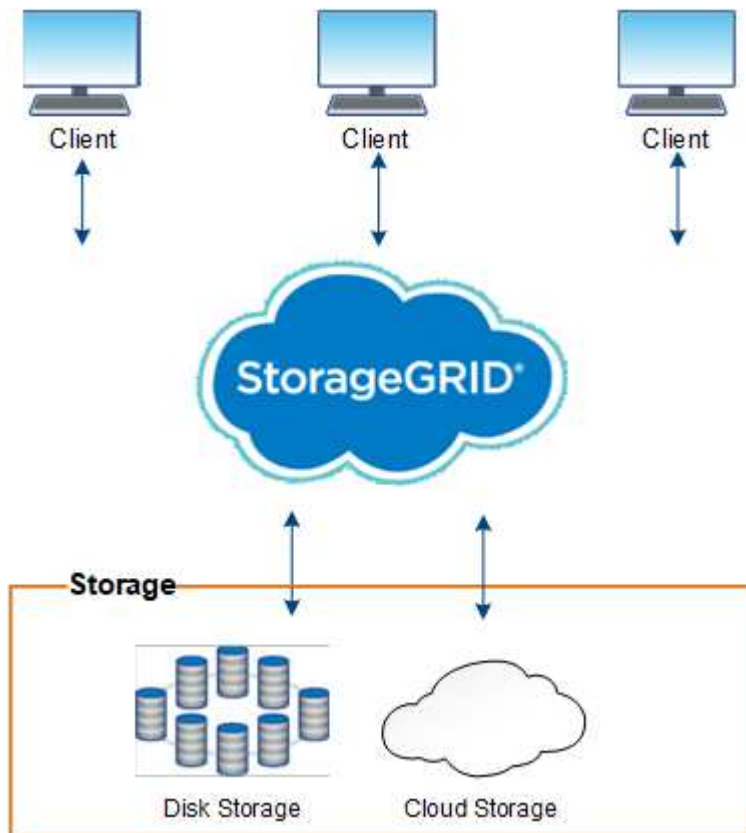 Client
Client
Client
StorageGRID®
Storage
Disk Storage
Cloud Storage